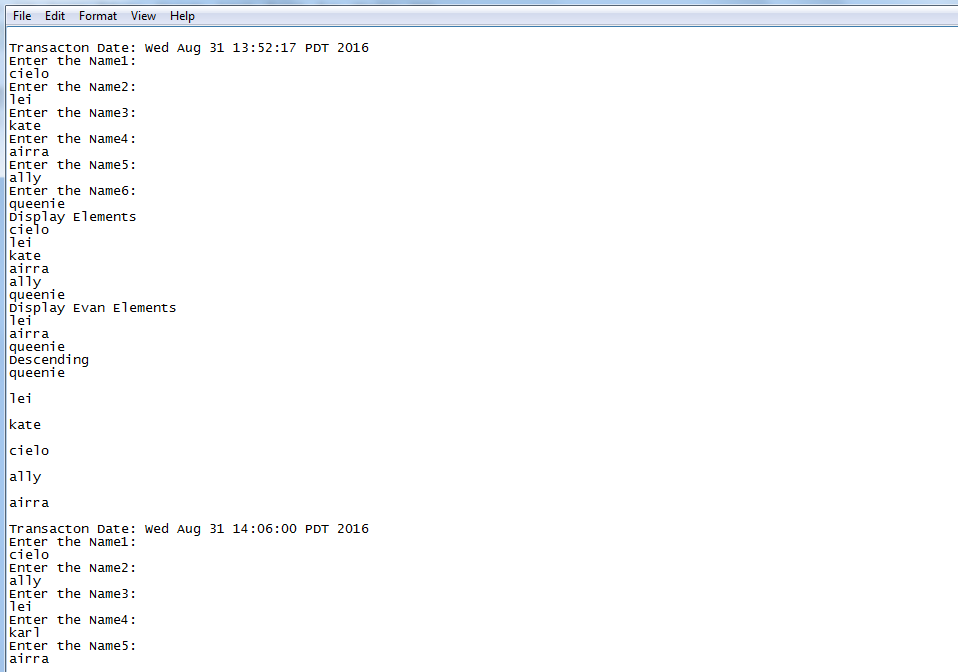 File Edit Format View Help
Transacton Date: Wed Aug 31 13:52:17 PDT 2016
Enter the Name1:
cielo
Enter the Name2:
lei
Enter the Name3:
kate
Enter the Name4:
airra
Enter the Name5:
ally
Enter the Name6:
queenie
Display Elements
cielo
lei
kate
airra
ally
queenie
Display Evan Elements
lei
airra
queenie
Descending
queenie
lei
kate
cielo
ally
airra
Transacton Date: Wed Aug 31 14:06:00 PDT 2016
Enter the Name1:
cielo
Enter the Name2:
ally
Enter the Name3:
lei
Enter the Name4:
karl
Enter the Name5:
airra